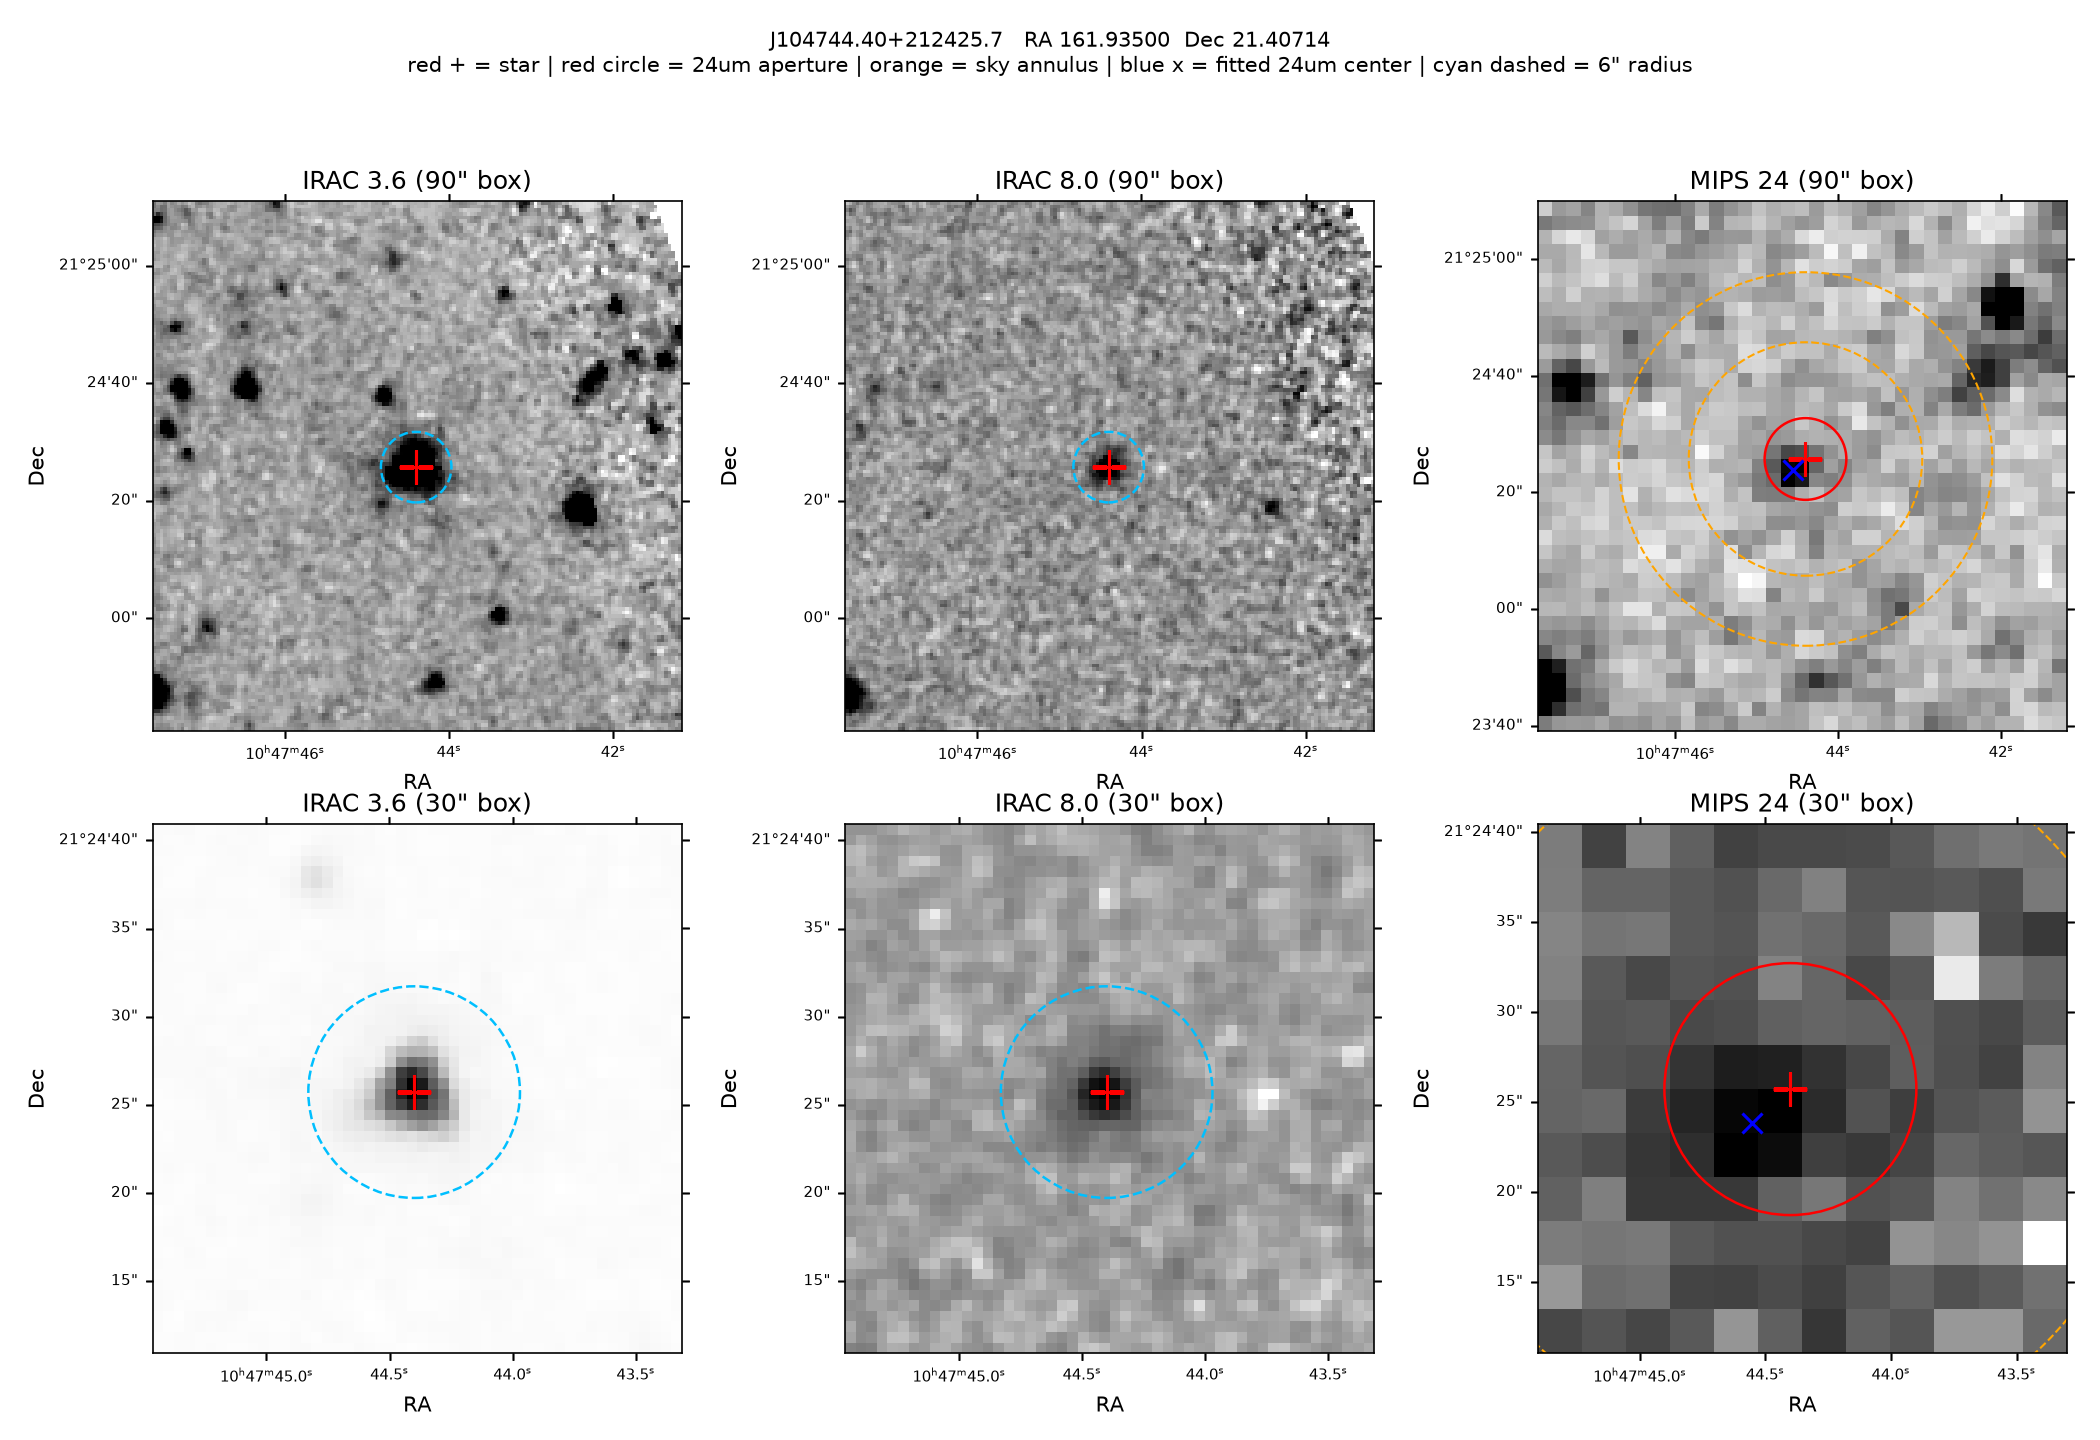 J104744.40+212425.7 RA 161.93500 Dec 21.40714
red + = star | red circle = 24um aperture | orange = sky annulus | blue x = fitted 24um center | cyan dashed = 6" radius
IRAC 3.6 (90" box)
21°25'00"
24'40"
20"
00"
Dec
10ʰ47ᵐ46ˢ
44ˢ
42ˢ
RA
IRAC 8.0 (90" box)
21°25'00"
24'40"
20"
00"
Dec
10ʰ47ᵐ46ˢ
44ˢ
42ˢ
RA
MIPS 24 (90" box)
21°25'00"
24'40"
20"
00"
23'40"
Dec
10ʰ47ᵐ46ˢ
44ˢ
42ˢ
RA
IRAC 3.6 (30" box)
21°24'40"
35"
30"
25"
20"
15"
Dec
10ʰ47ᵐ45.0ˢ
44.5ˢ
44.0ˢ
43.5ˢ
RA
IRAC 8.0 (30" box)
21°24'40"
35"
30"
25"
20"
15"
Dec
10ʰ47ᵐ45.0ˢ
44.5ˢ
44.0ˢ
43.5ˢ
RA
MIPS 24 (30" box)
21°24'40"
35"
30"
25"
20"
15"
Dec
10ʰ47ᵐ45.0ˢ
44.5ˢ
44.0ˢ
43.5ˢ
RA